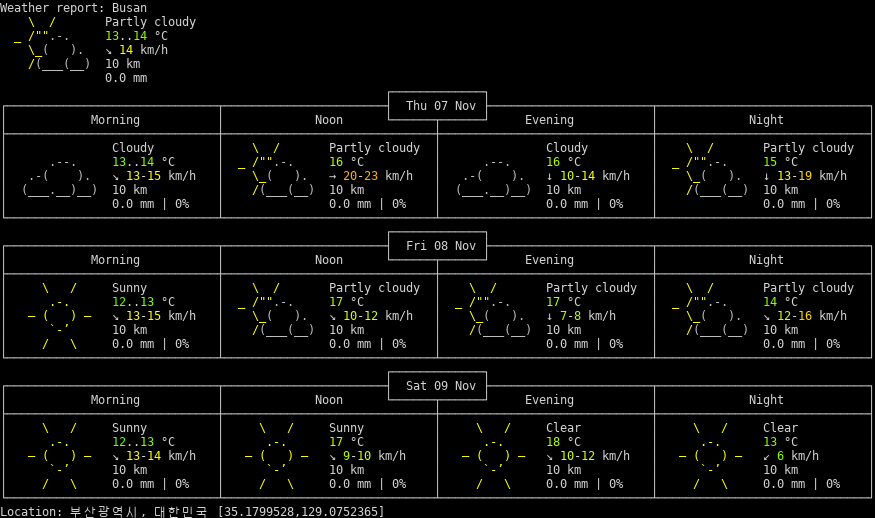 Weather report: Busan
Partly cloudy
13..14 °C
↘ 14 km/h
10 km
0.0 mm
Thu 07 Nov
Morning Noon Evening Night
Cloudy Partly cloudy Cloudy Partly cloudy
13..14 °C 16 °C 16 °C 15 °C
↘ 13-15 km/h → 20-23 km/h ↓ 10-14 km/h ↓ 13-19 km/h
10 km 10 km 10 km 10 km
0.0 mm | 0% 0.0 mm | 0% 0.0 mm | 0% 0.0 mm | 0%
Fri 08 Nov
Morning Noon Evening Night
Sunny Partly cloudy Partly cloudy Partly cloudy
12..13 °C 17 °C 17 °C 14 °C
↘ 13-15 km/h ↘ 10-12 km/h ↓ 7-8 km/h ↘ 12-16 km/h
10 km 10 km 10 km 10 km
0.0 mm | 0% 0.0 mm | 0% 0.0 mm | 0% 0.0 mm | 0%
Sat 09 Nov
Morning Noon Evening Night
Sunny Sunny Clear Clear
12..13 °C 17 °C 18 °C 13 °C
↘ 13-14 km/h ↘ 9-10 km/h ↘ 10-12 km/h ↙ 6 km/h
10 km 10 km 10 km 10 km
0.0 mm | 0% 0.0 mm | 0% 0.0 mm | 0% 0.0 mm | 0%
Location: 부산광역시, 대한민국 [35.1799528,129.0752365]